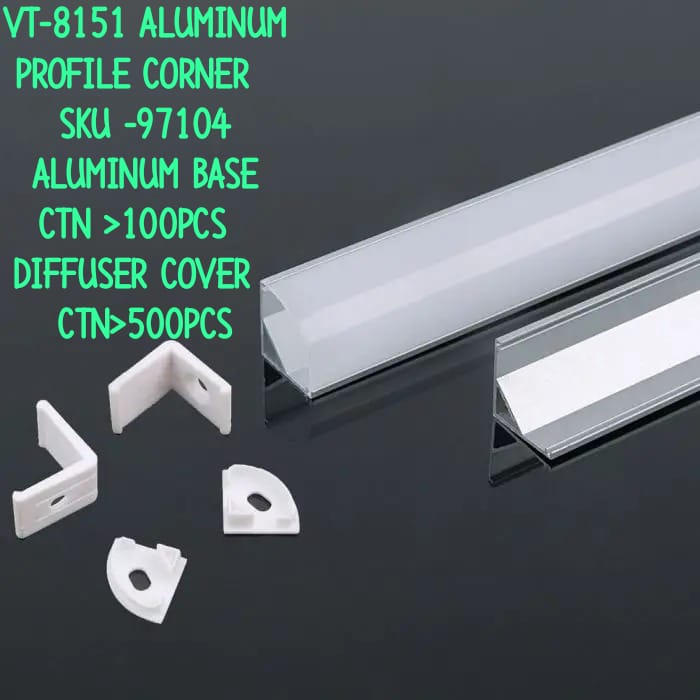 VT-8151 ALUMINUM
PROFILE CORNER
SKU -97104
ALUMINUM BASE
CTN >100PCS
DIFFUSER COVER
CTN>500PCS